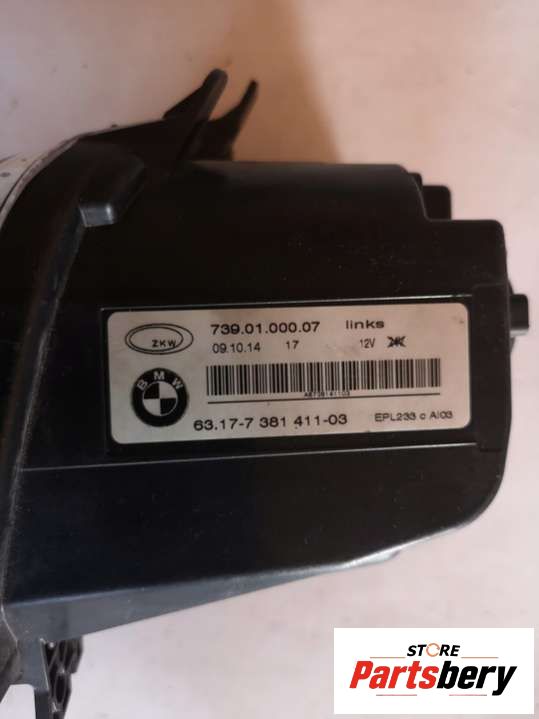 739.01.000.07 links
ZKW
09.10.14 17 12V
A6738141103
BMW
63.17-7 381 411-03 EPL233 c AI03
STORE
Partsbery